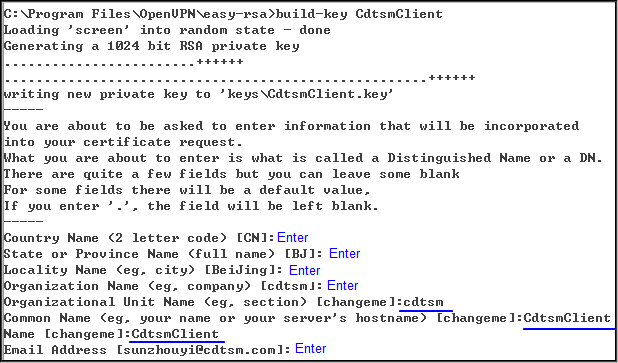 C:\Program Files\OpenVPN\easy-rsa>build-key CdtsmClient
Loading 'screen' into random state - done
Generating a 1024 bit RSA private key
........................++++++
.....................................................++++++
writing new private key to 'keys\CdtsmClient.key'
-----
You are about to be asked to enter information that will be incorporated
into your certificate request.
What you are about to enter is what is called a Distinguished Name or a DN.
There are quite a few fields but you can leave some blank
For some fields there will be a default value,
If you enter '.', the field will be left blank.
-----
Country Name (2 letter code) [CN]:Enter
State or Province Name (full name) [BJ]: Enter
Locality Name (eg, city) [BeiJing]: Enter
Organization Name (eg, company) [cdtsm]: Enter
Organizational Unit Name (eg, section) [changeme]:cdtsm
Common Name (eg, your name or your server's hostname) [changeme]:CdtsmClient
Name [changeme]:CdtsmClient
Email Address [sunzhouyi@cdtsm.com]: Enter